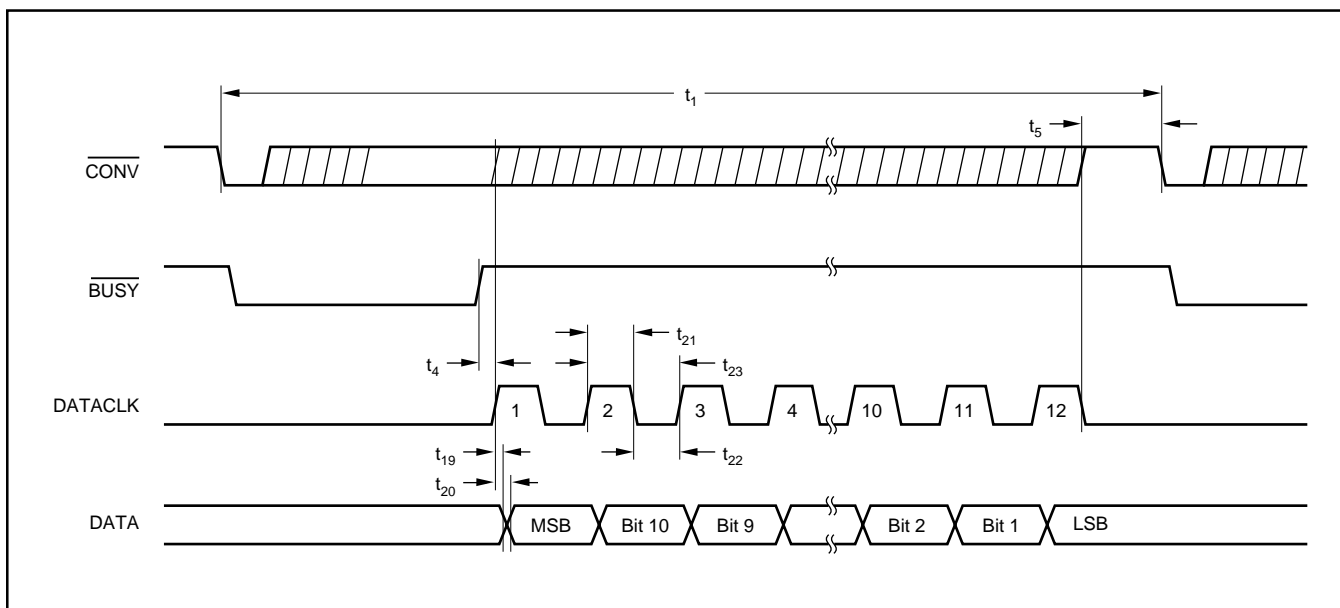 t1
t5
CONV
BUSY
t21
t4
t23
DATACLK
1 2 3 4 10 11 12
t19
t22
t20
DATA
MSB Bit 10 Bit 9 Bit 2 Bit 1 LSB